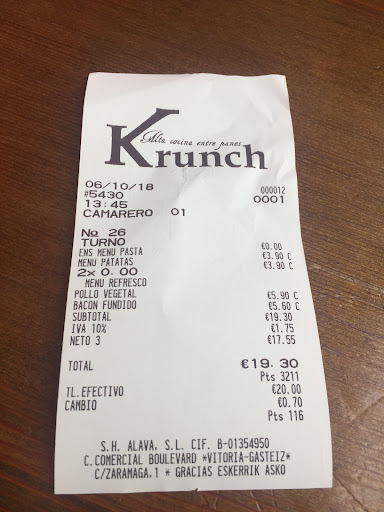 Alta cocina entre panes
Krunch
06/10/18 000012
#5430 0001
13:45
CAMARERO 01
No 26
TURNO
ENS MENU PASTA €0.00
MENU PATATAS €3.90 C
2x 0.00 €3.90 C
MENU REFRESCO
POLLO VEGETAL €5.90 C
BACON FUNDIDO €5.60 C
SUBTOTAL €19.30
IVA 10% €1.75
NETO 3 €17.55
TOTAL €19.30
Pts 3211
TL.EFECTIVO €20.00
CAMBIO €0.70
Pts 116
S.H. ALAVA, S.L. CIF. B-01354950
C.COMERCIAL BOULEVARD *VITORIA-GASTEIZ*
C/ZARAMAGA,1 * GRACIAS ESKERRIK ASKO